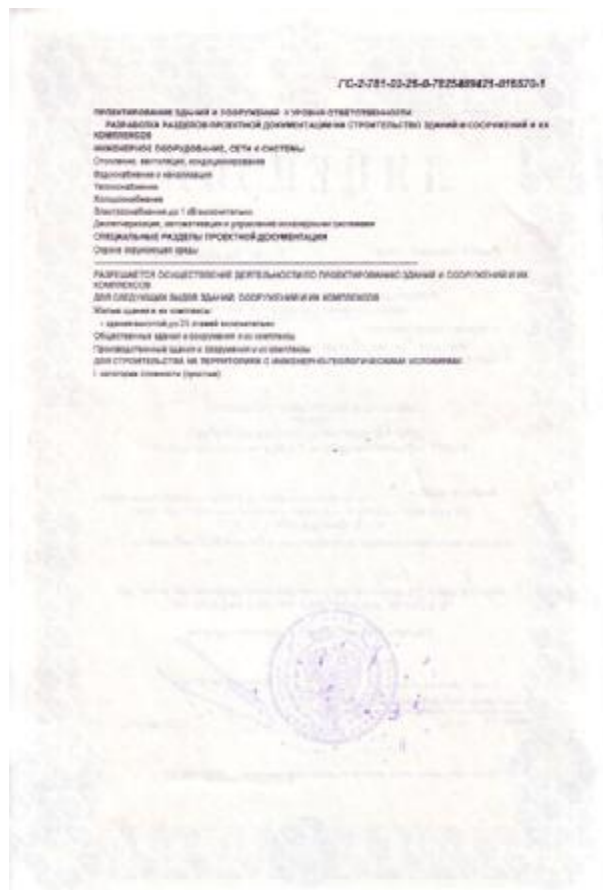 ГС-2-781-02-26-0-7825489421-016570-1
ПРОЕКТИРОВАНИЕ ЗДАНИЙ И СООРУЖЕНИЙ II УРОВНЯ ОТВЕТСТВЕННОСТИ
РАЗРАБОТКА РАЗДЕЛОВ ПРОЕКТНОЙ ДОКУМЕНТАЦИИ НА СТРОИТЕЛЬСТВО ЗДАНИЙ И СООРУЖЕНИЙ И ИХ
КОМПЛЕКСОВ
ИНЖЕНЕРНОЕ ОБОРУДОВАНИЕ, СЕТИ И СИСТЕМЫ
Отопление, вентиляция, кондиционирование
Водоснабжение и канализация
Теплоснабжение
Холодоснабжение
Электроснабжение до 1 кВ включительно
Диспетчеризация, автоматизация и управление инженерными системами
СПЕЦИАЛЬНЫЕ РАЗДЕЛЫ ПРОЕКТНОЙ ДОКУМЕНТАЦИИ
Охрана окружающей среды
РАЗРЕШАЕТСЯ ОСУЩЕСТВЛЕНИЕ ДЕЯТЕЛЬНОСТИ ПО ПРОЕКТИРОВАНИЮ ЗДАНИЙ И СООРУЖЕНИЙ И ИХ
КОМПЛЕКСОВ
ДЛЯ СЛЕДУЮЩИХ ВИДОВ ЗДАНИЙ, СООРУЖЕНИЙ И ИХ КОМПЛЕКСОВ
Жилые здания и их комплексы:
- здания высотой до 25 этажей включительно
Общественные здания и сооружения и их комплексы
Производственные здания и сооружения и их комплексы
ДЛЯ СТРОИТЕЛЬСТВА НА ТЕРРИТОРИЯХ С ИНЖЕНЕРНО-ГЕОЛОГИЧЕСКИМИ УСЛОВИЯМИ
I категории сложности (простые)